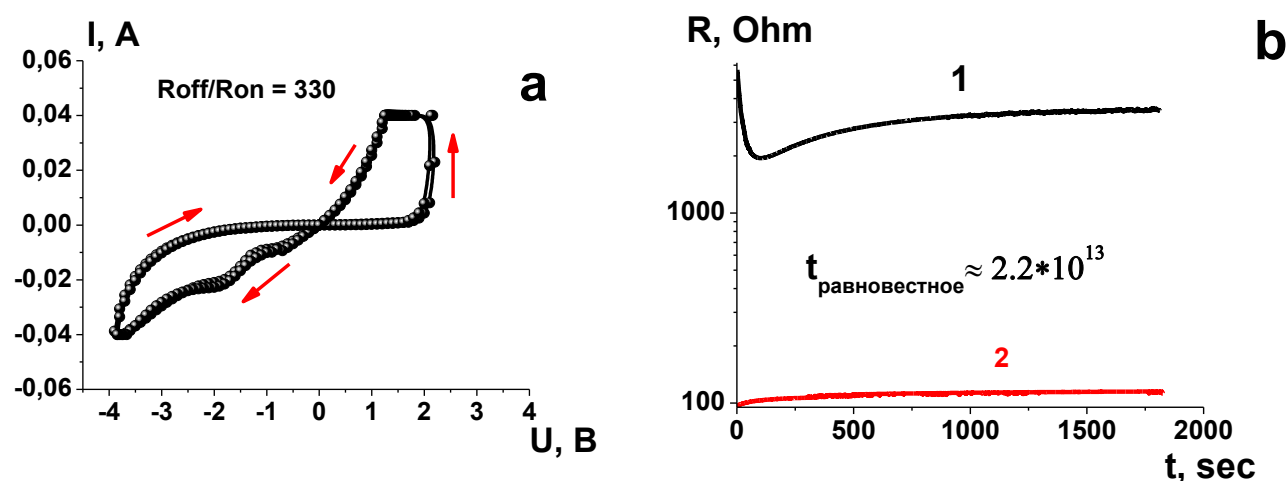 I, A
a
Roff/Ron = 330
0,06
0,04
0,02
0,00
-0,02
-0,04
-0,06
-4 -3 -2 -1 0 1 2 3 4
U, B
R, Ohm
b
1
1000
t равновестное ≈ 2.2*10^13
2
100
0 500 1000 1500 2000
t, sec